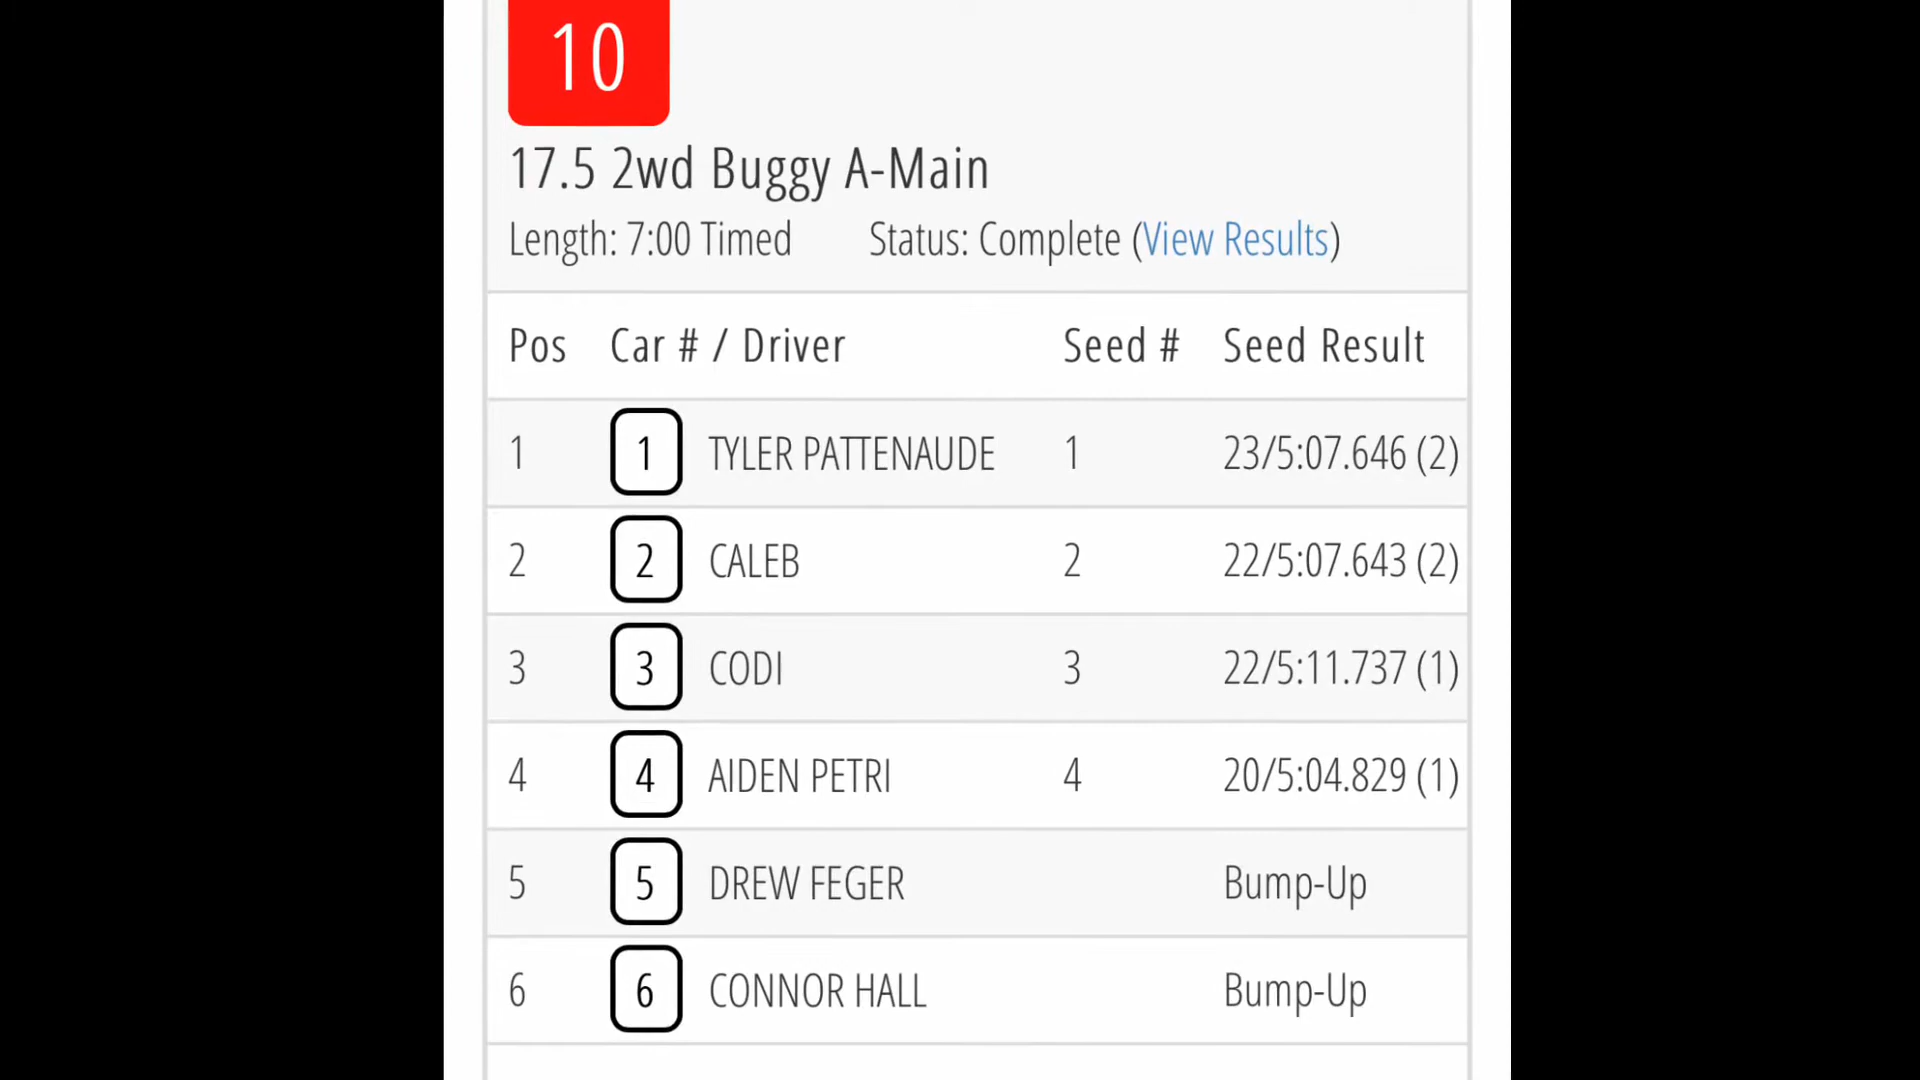 10
17.5 2wd Buggy A-Main
Length: 7:00 Timed Status: Complete (View Results)
Pos Car # / Driver Seed # Seed Result
1 1 TYLER PATTENAUDE 1 23/5:07.646 (2)
2 2 CALEB 2 22/5:07.643 (2)
3 3 CODI 3 22/5:11.737 (1)
4 4 AIDEN PETRI 4 20/5:04.829 (1)
5 5 DREW FEGER Bump-Up
6 6 CONNOR HALL Bump-Up